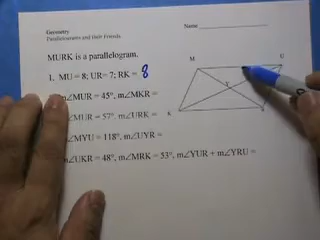 Geometry
Parallelograms and their Friends.
Name
MURK is a parallelogram.
1. MU = 8; UR= 7; RK = 8
m∠MUR = 45°, m∠MKR =
∠MUR = 57° m∠URK =
∠MYU = 118°, m∠UYR =
∠UKR = 48°, m∠MRK = 53°, m∠YUR + m∠YRU =
M
U
Y
K